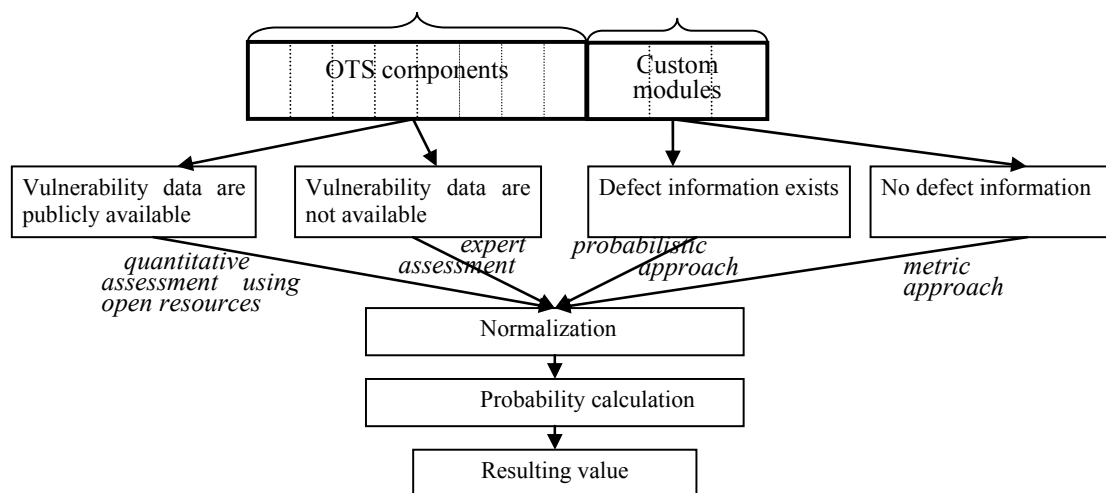 OTS components
Custom
modules
Vulnerability data are
publicly available
Vulnerability data are
not available
Defect information exists
No defect information
quantitative
assessment using
open resources
expert
assessment
probabilistic
approach
metric
approach
Normalization
Probability calculation
Resulting value